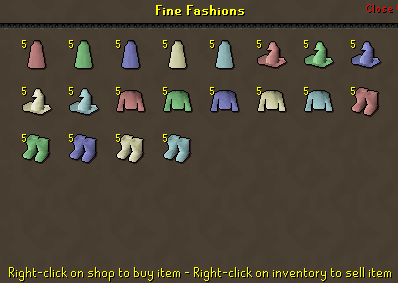 Fine Fashions
Close
5 5 5 5 5 5 5 5
5 5 5 5 5 5 5 5
5 5 5 5
Right-click on shop to buy item - Right-click on inventory to sell item